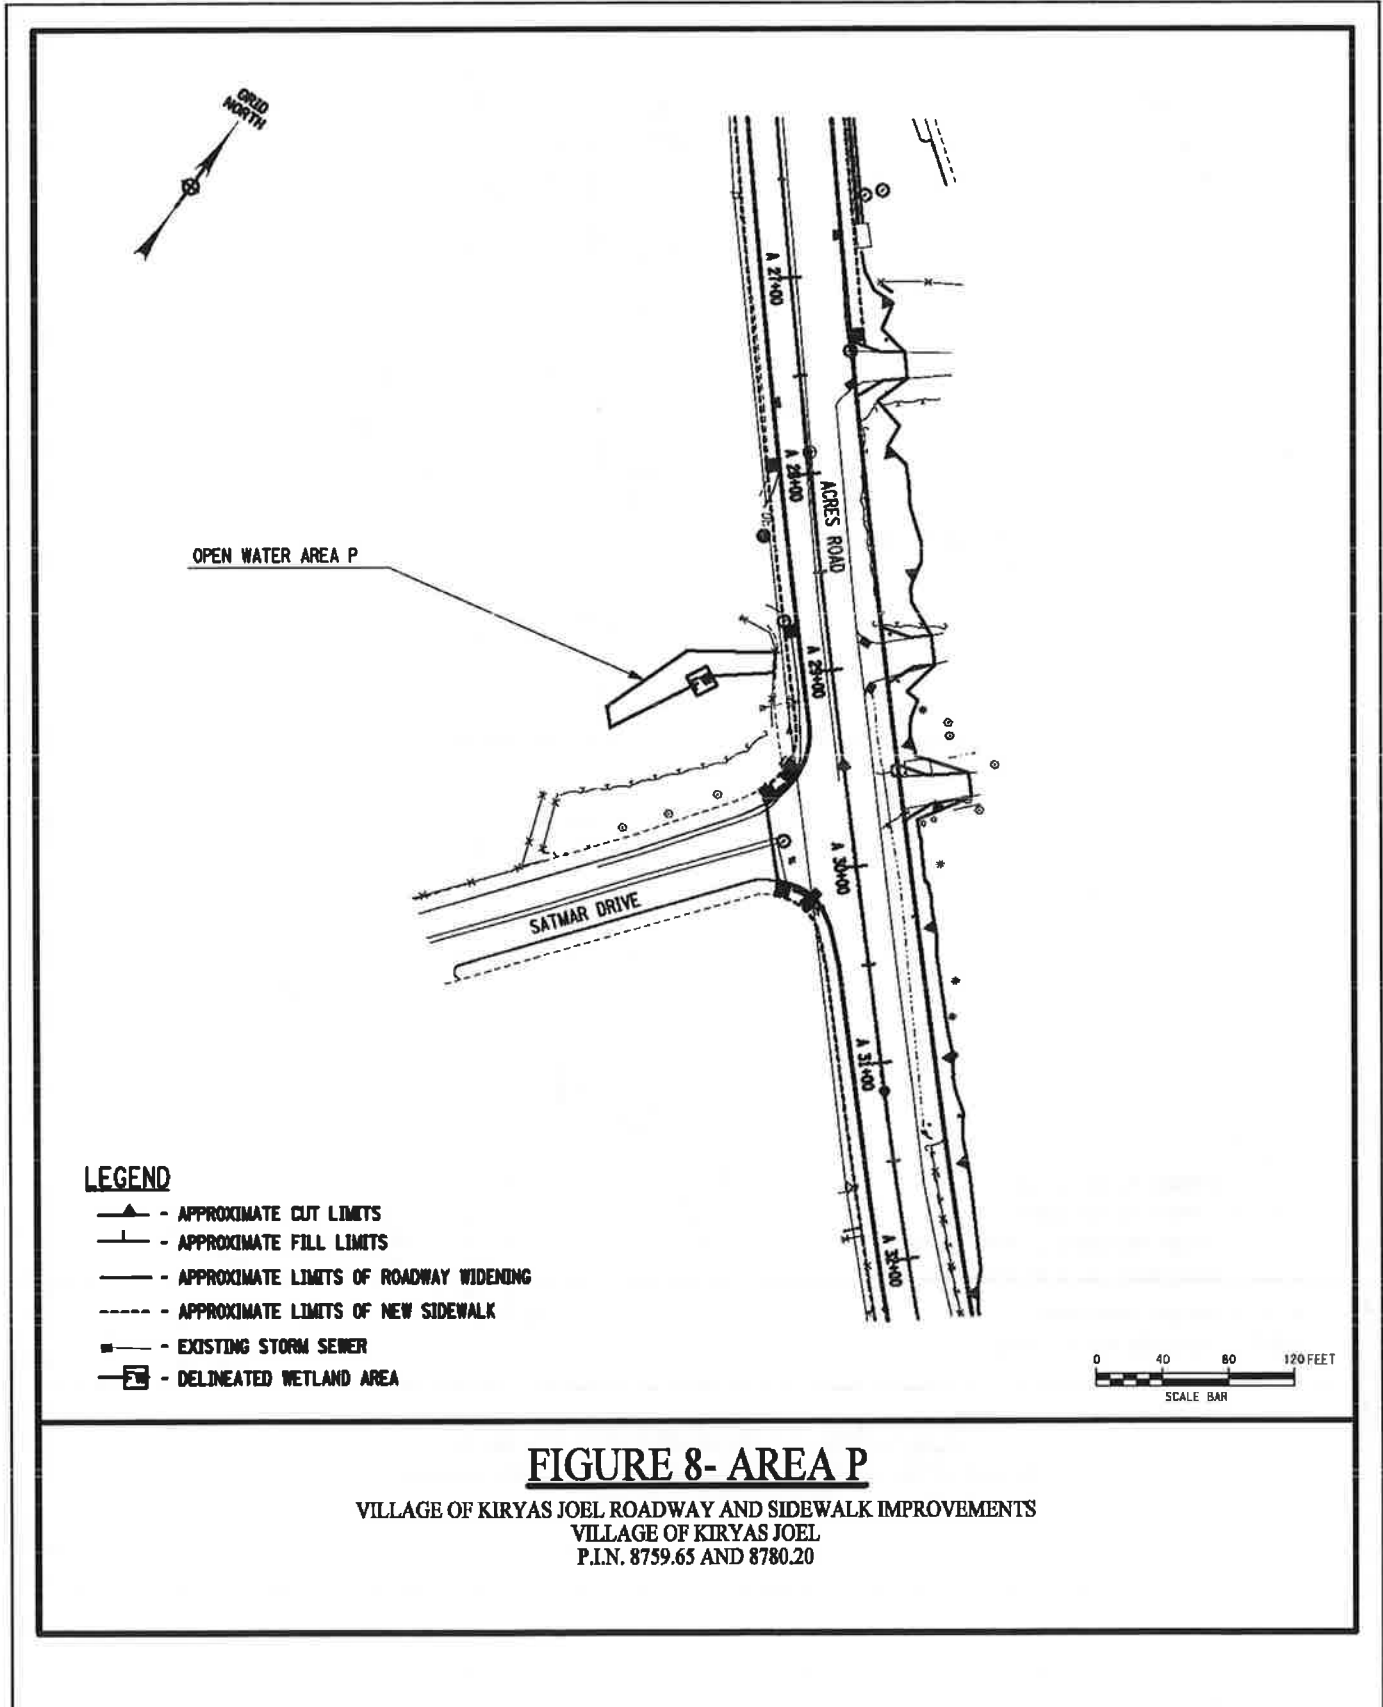 GRID
NORTH
A 27+00
A 28+00
ACRES ROAD
OPEN WATER AREA P
A 29+00
FW
A 30+00
SATMAR DRIVE
A 31+00
A 32+00
LEGEND
- APPROXIMATE CUT LIMITS
- APPROXIMATE FILL LIMITS
- APPROXIMATE LIMITS OF ROADWAY WIDENING
- APPROXIMATE LIMITS OF NEW SIDEWALK
- EXISTING STORM SEWER
FW - DELINEATED WETLAND AREA
0 40 80 120 FEET
SCALE BAR
FIGURE 8- AREA P
VILLAGE OF KIRYAS JOEL ROADWAY AND SIDEWALK IMPROVEMENTS
VILLAGE OF KIRYAS JOEL
P.I.N. 8759.65 AND 8780.20